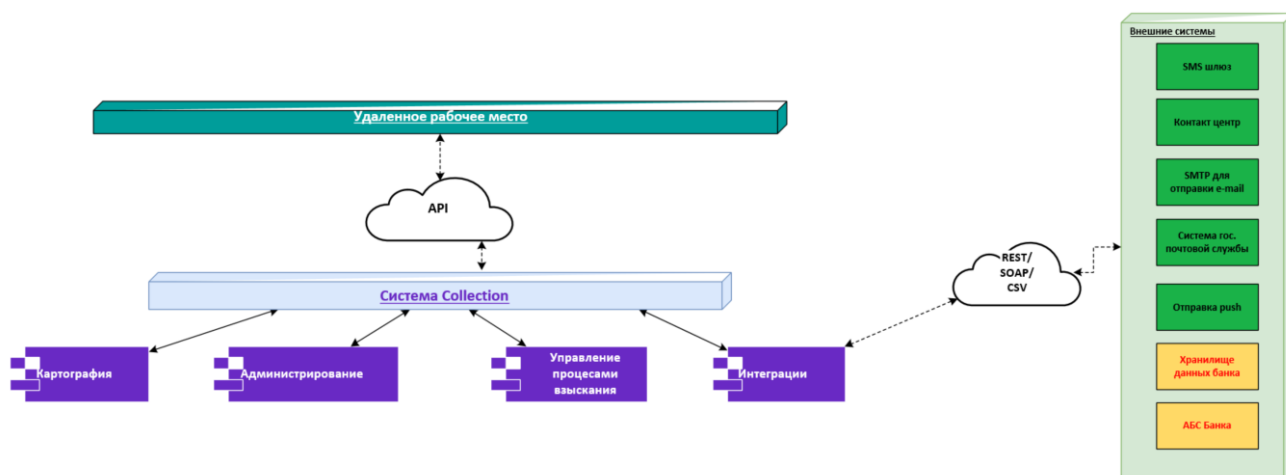 Внешние системы
SMS шлюз
Контакт центр
SMTP для
отправки e-mail
Система гос.
почтовой службы
Отправка push
Хранилище
данных банка
АБС Банка
Удаленное рабочее место
API
REST/
SOAP/
CSV
Система Collection
Картография
Администрирование
Управление
процесами
взыскания
Интеграции